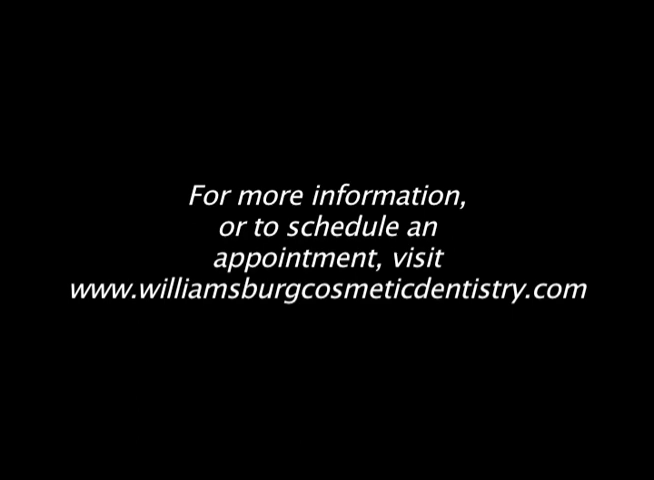 For more information,
or to schedule an
appointment, visit
www.williamsburgcosmeticdentistry.com